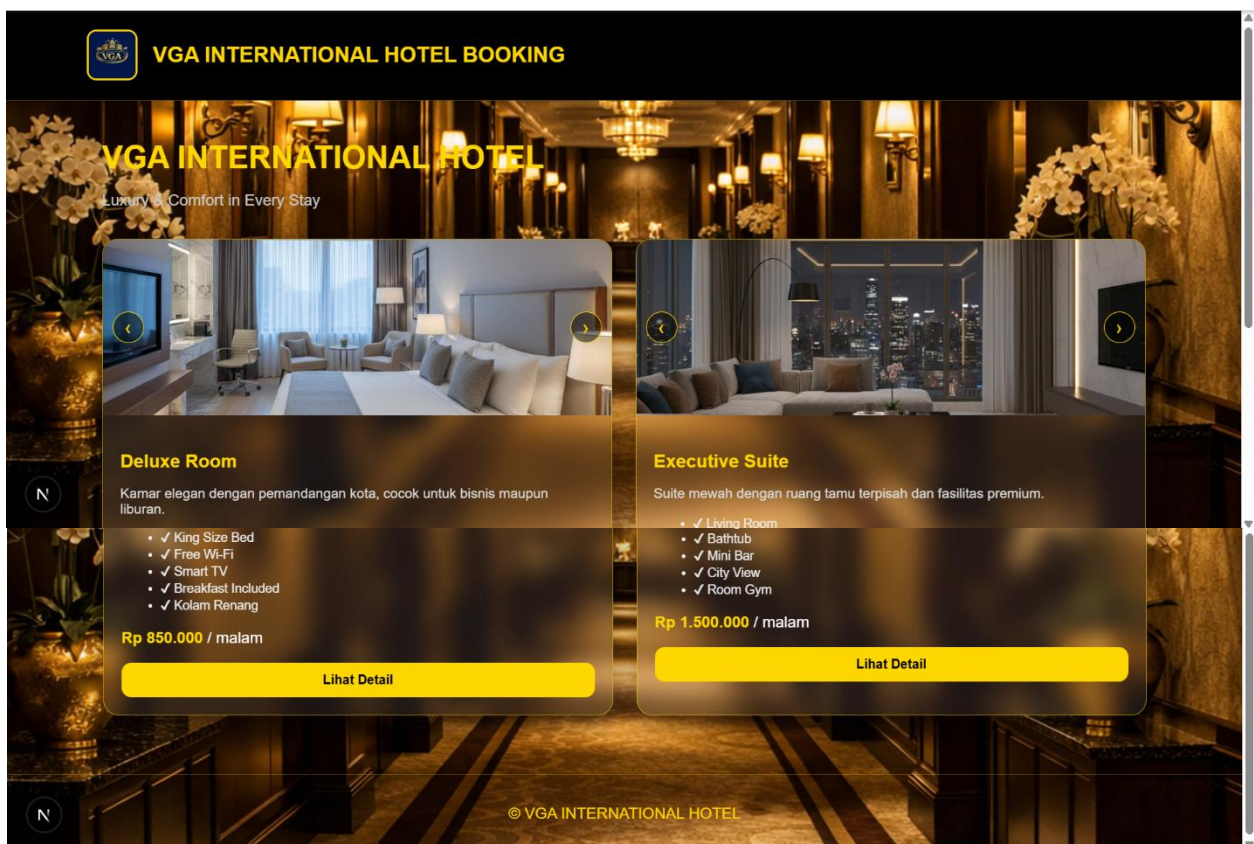 VGA
VGA INTERNATIONAL HOTEL BOOKING
VGA INTERNATIONAL HOTEL
Luxury & Comfort in Every Stay
‹ ›
‹ ›
Deluxe Room
Kamar elegan dengan pemandangan kota, cocok untuk bisnis maupun
liburan.
• ✓ King Size Bed
• ✓ Free Wi-Fi
• ✓ Smart TV
• ✓ Breakfast Included
• ✓ Kolam Renang
Rp 850.000 / malam
Lihat Detail
Executive Suite
Suite mewah dengan ruang tamu terpisah dan fasilitas premium.
• ✓ Living Room
• ✓ Bathtub
• ✓ Mini Bar
• ✓ City View
• ✓ Room Gym
Rp 1.500.000 / malam
Lihat Detail
N
N
© VGA INTERNATIONAL HOTEL